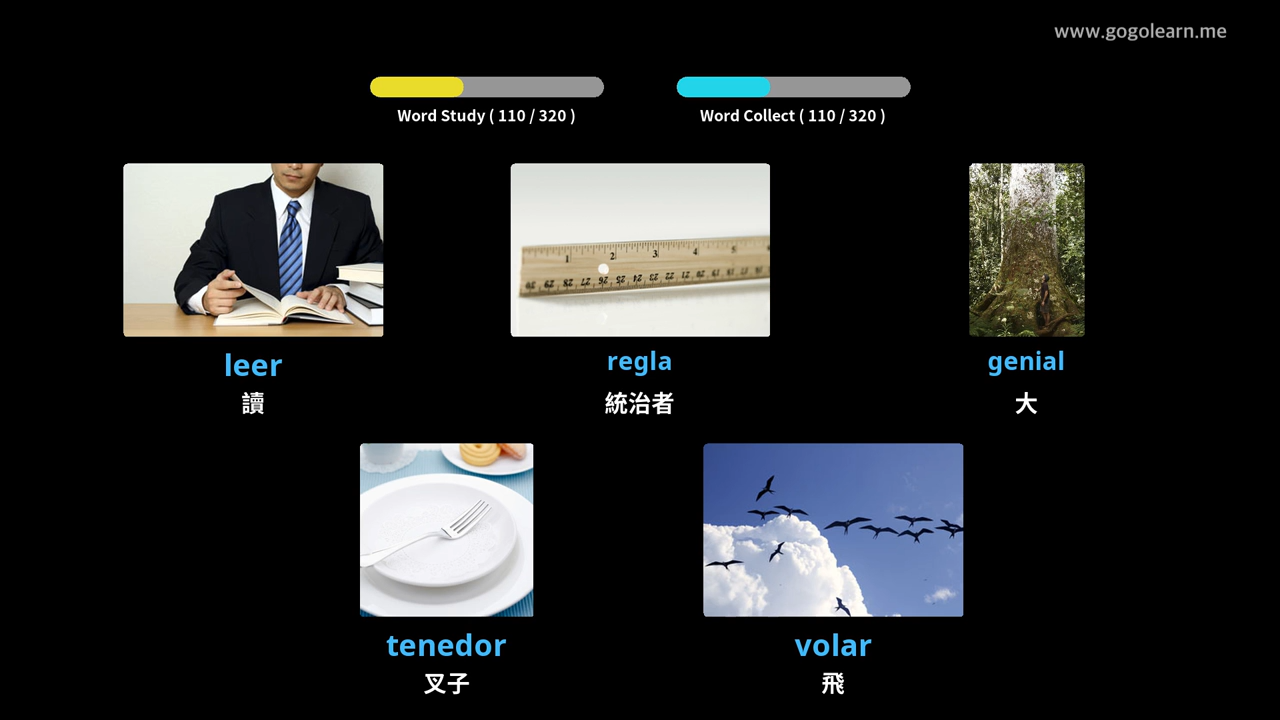 www.gogolearn.me
Word Study ( 110 / 320 )
Word Collect ( 110 / 320 )
leer
讀
regla
統治者
genial
大
tenedor
叉子
volar
飛